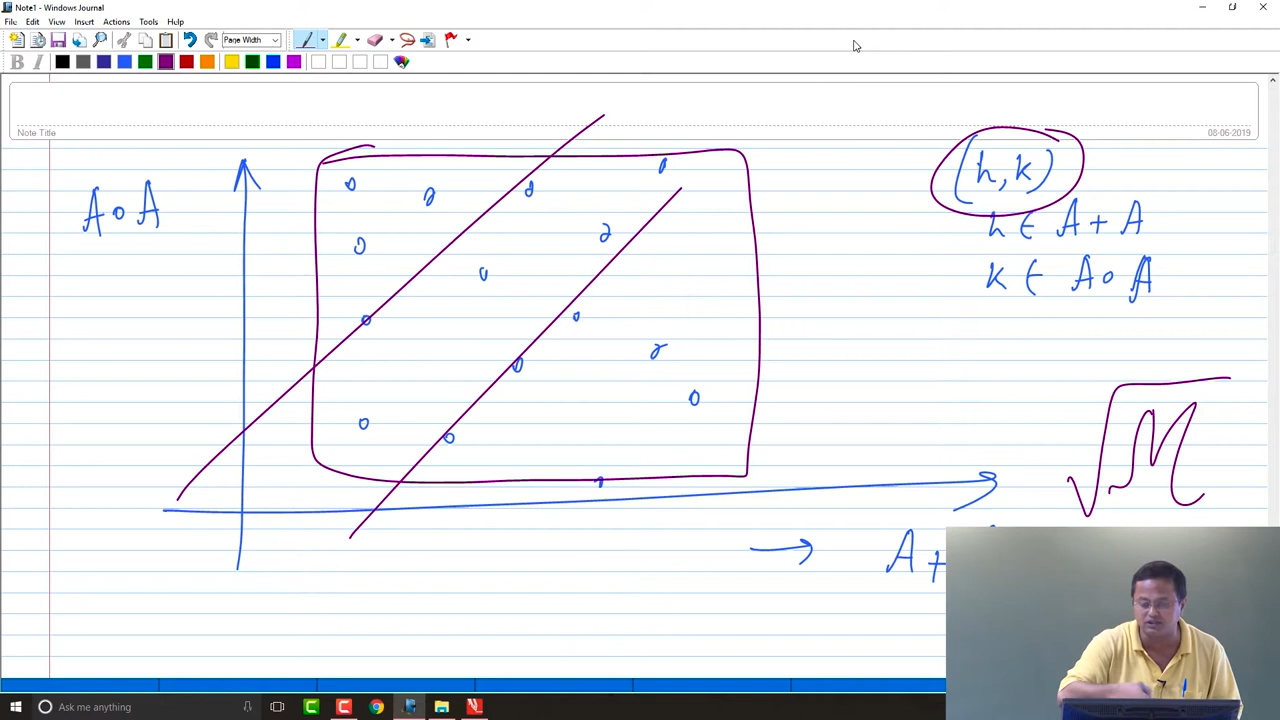 Note1 - Windows Journal
File Edit View Insert Actions Tools Help
Page Width
B I
Note Title
08-06-2019
A o A
(h, k)
h ∈ A + A
k ∈ A o A
A +
Ask me anything